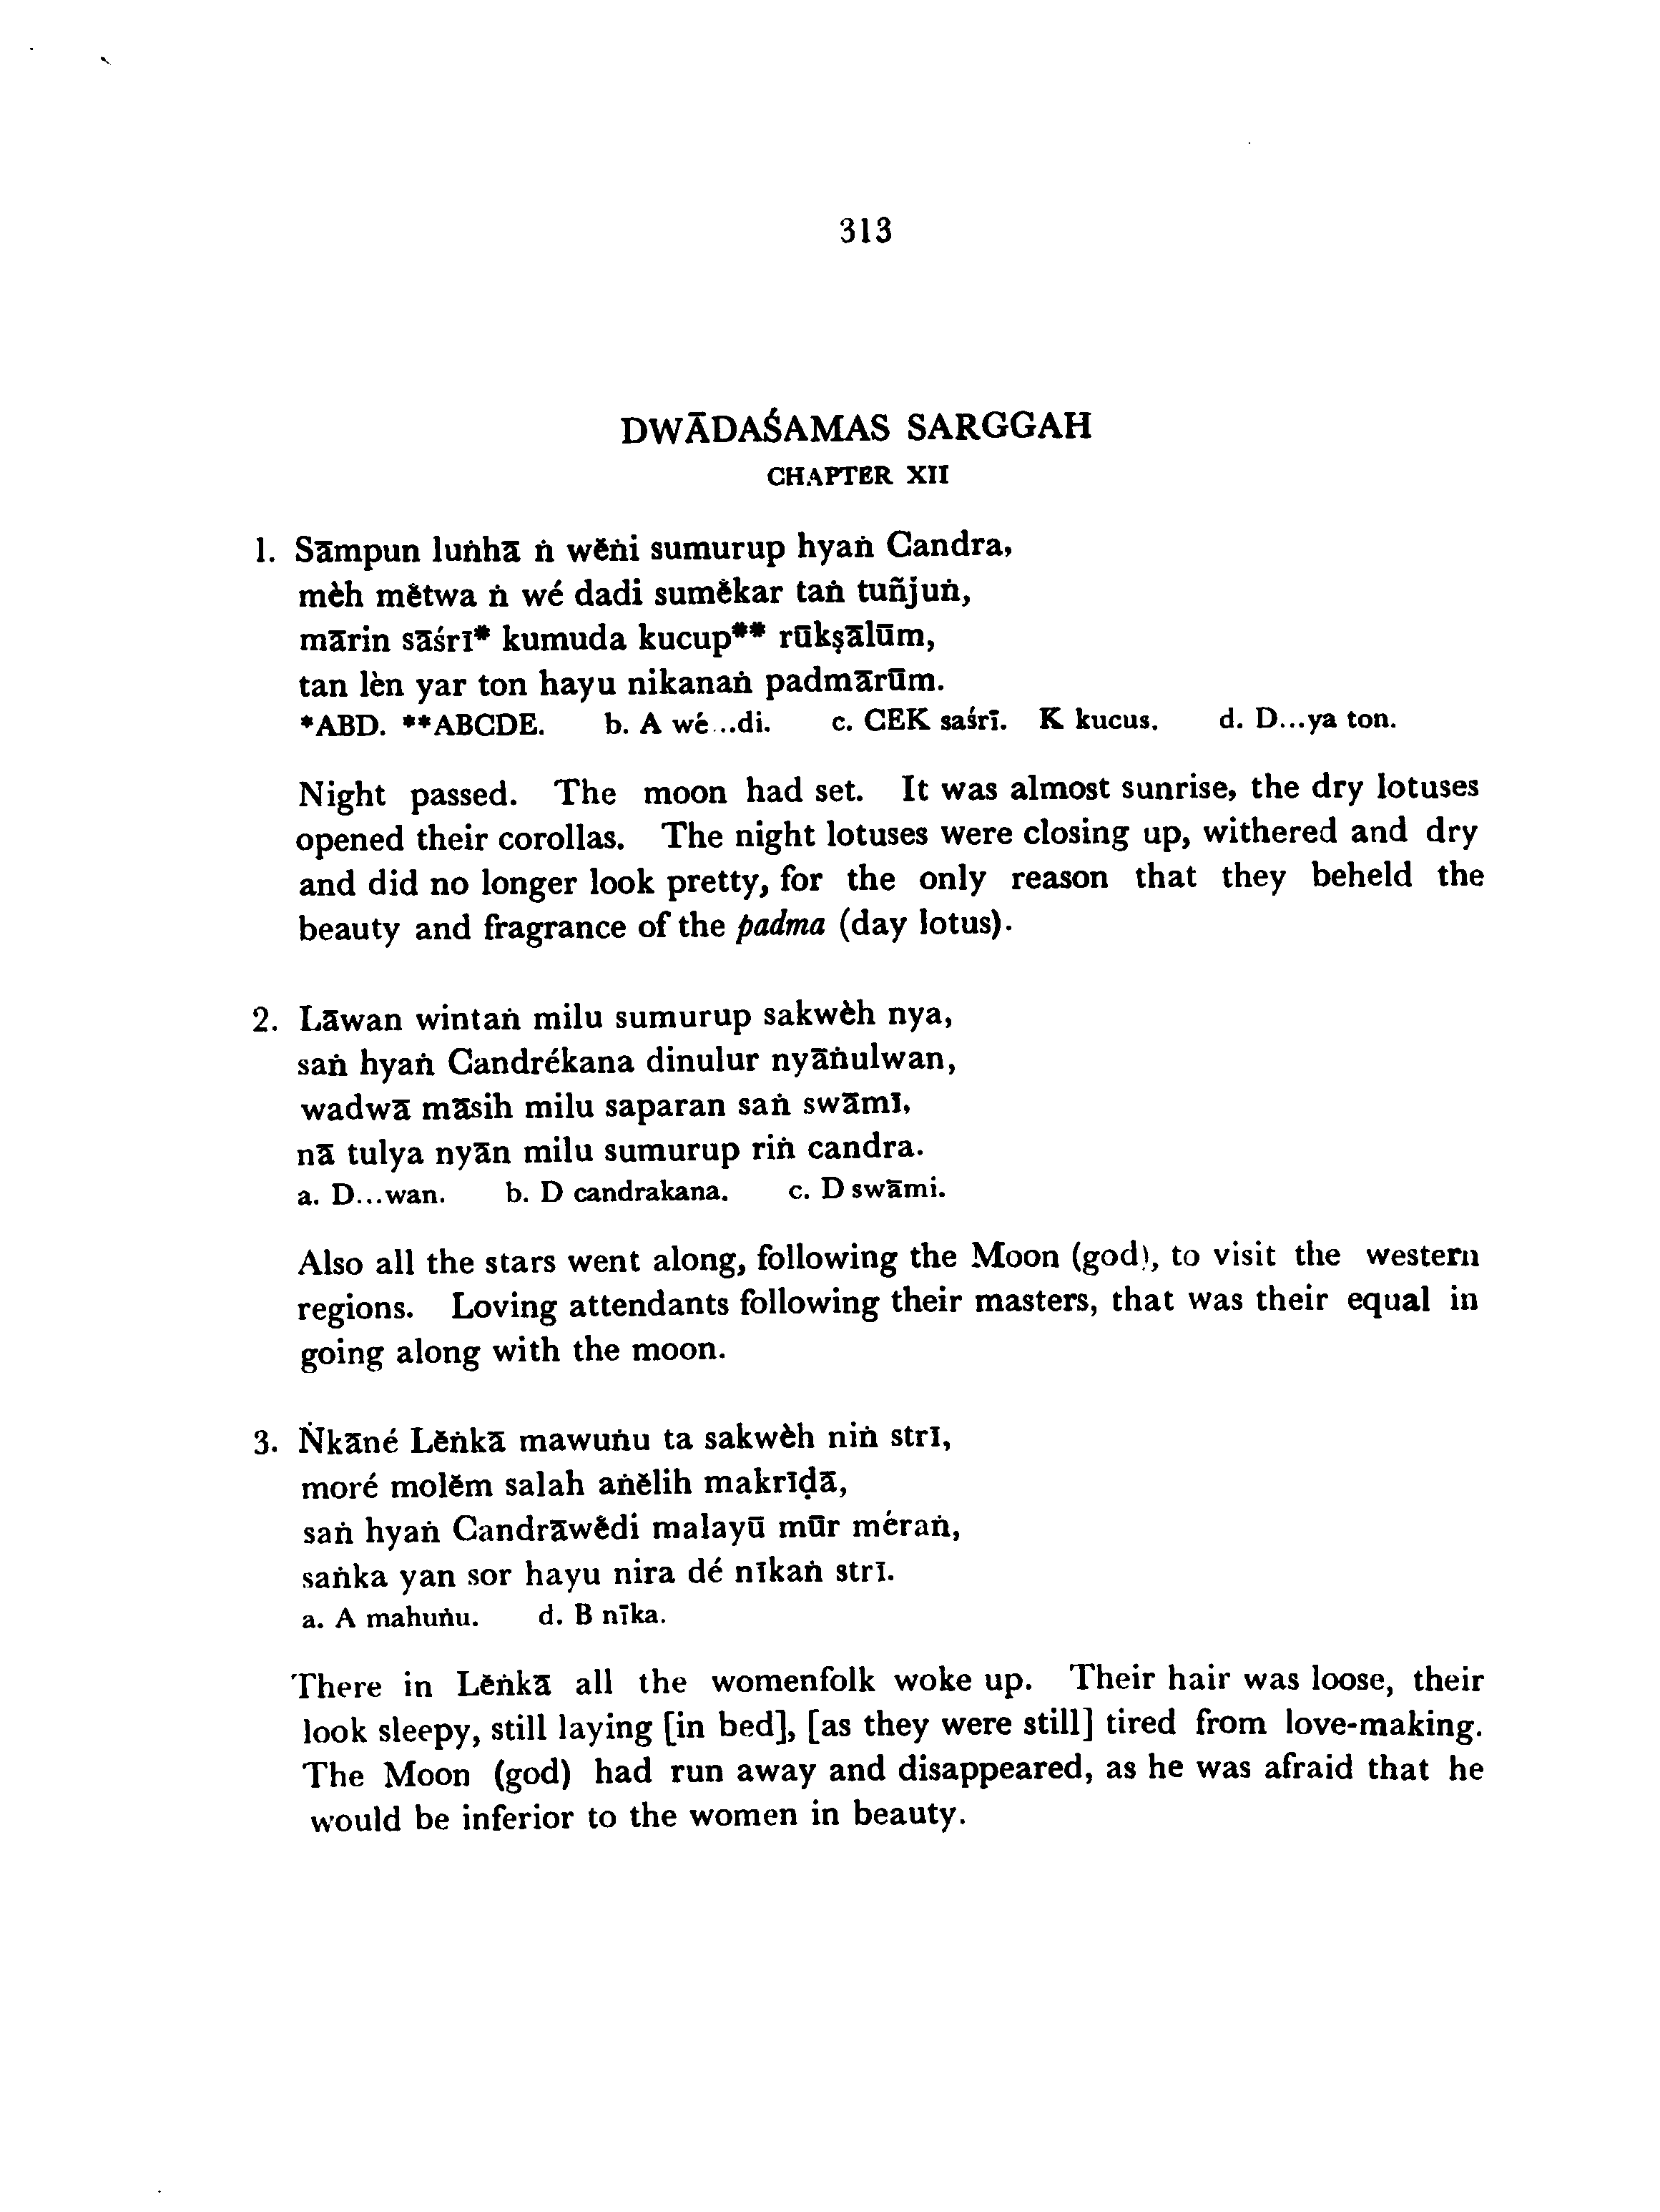 313
DWĀDAŚAMAS SARGGAH
CHAPTER XII
1. Sāmpun luṅhā ṅ wĕṅi sumurup hyaṅ Candra,
mèh mĕtwa ṅ wé dadi sumĕkar taṅ tuñjuṅ,
mārin sāśrī* kumuda kucup** rūkṣālūm,
tan lèn yar ton hayu nikanaṅ padmārūm.
*ABD. **ABCDE. b. A wé...di. c. CEK saśrī. K kucus. d. D...ya ton.
Night passed. The moon had set. It was almost sunrise, the dry lotuses
opened their corollas. The night lotuses were closing up, withered and dry
and did no longer look pretty, for the only reason that they beheld the
beauty and fragrance of the padma (day lotus).
2. Lāwan wintaṅ milu sumurup sakwèh nya,
saṅ hyaṅ Candrékana dinulur nyāṅulwan,
wadwā māsih milu saparan saṅ swāmī,
nā tulya nyān milu sumurup riṅ candra.
a. D...wan. b. D candrakana. c. D swāmi.
Also all the stars went along, following the Moon (god), to visit the western
regions. Loving attendants following their masters, that was their equal in
going along with the moon.
3. Ṅkāné Lĕṅkā mawuṅu ta sakwèh niṅ strī,
moré molĕm salah aṅĕlih makrīḍā,
saṅ hyaṅ Candrāwĕdi malayū mūr méraṅ,
saṅka yan sor hayu nira dé nīkaṅ strī.
a. A mahuṅu. d. B nīka.
There in Lĕṅkā all the womenfolk woke up. Their hair was loose, their
look sleepy, still laying [in bed], [as they were still] tired from love-making.
The Moon (god) had run away and disappeared, as he was afraid that he
would be inferior to the women in beauty.